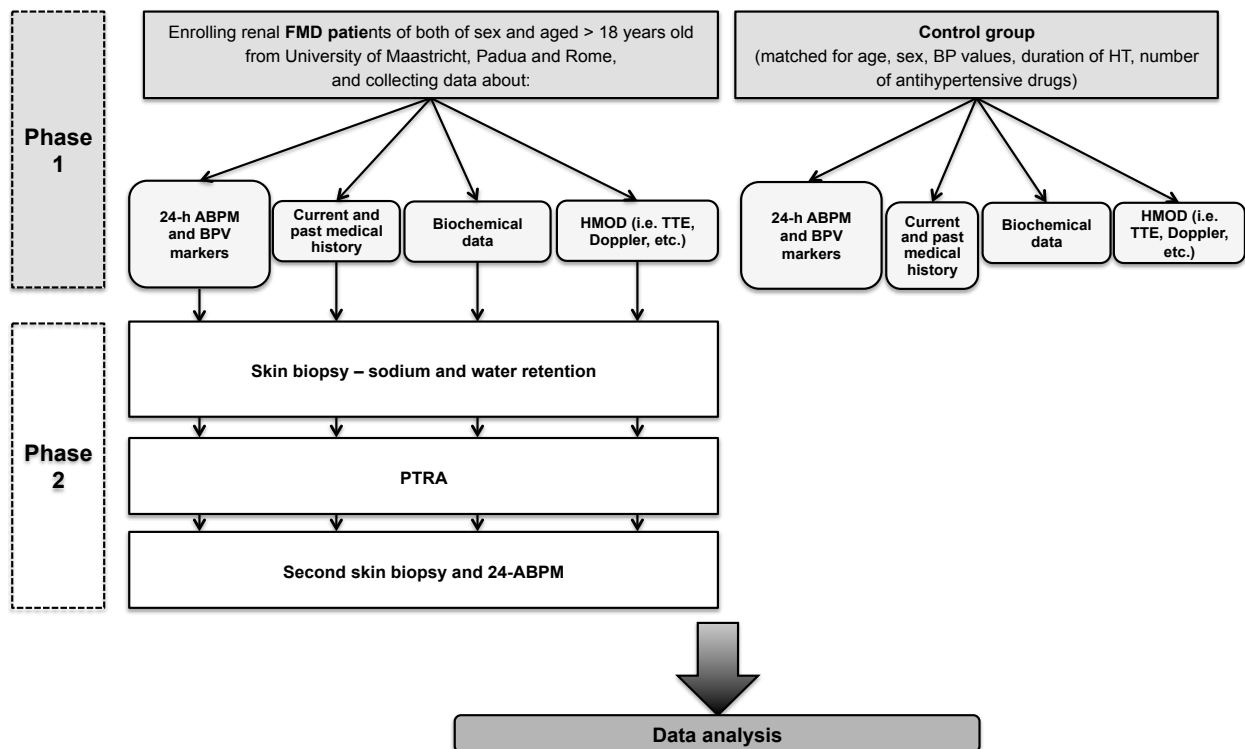 Enrolling renal FMD patients of both of sex and aged > 18 years old
from University of Maastricht, Padua and Rome,
and collecting data about:
Control group
(matched for age, sex, BP values, duration of HT, number
of antihypertensive drugs)
Phase
1
24-h ABPM
and BPV
markers
Current and
past medical
history
Biochemical
data
HMOD (i.e. TTE,
Doppler, etc.)
24-h ABPM
and BPV
markers
Current
and past
medical
history
Biochemical
data
HMOD (i.e.
TTE, Doppler,
etc.)
Phase
2
Skin biopsy – sodium and water retention
PTRA
Second skin biopsy and 24-ABPM
Data analysis